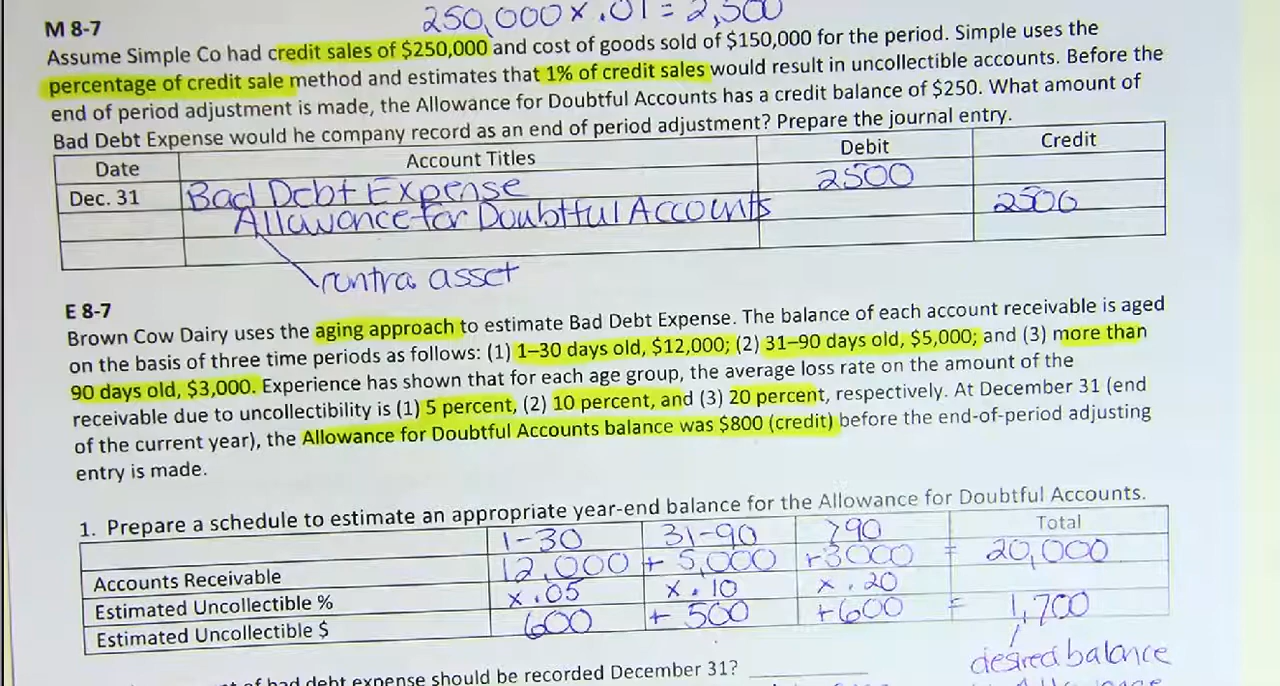 250,000 x .01 = 2,500
M 8-7
Assume Simple Co had credit sales of $250,000 and cost of goods sold of $150,000 for the period. Simple uses the
percentage of credit sale method and estimates that 1% of credit sales would result in uncollectible accounts. Before the
end of period adjustment is made, the Allowance for Doubtful Accounts has a credit balance of $250. What amount of
Bad Debt Expense would he company record as an end of period adjustment? Prepare the journal entry.
Date Account Titles Debit Credit
Dec. 31 Bad Debt Expense 2500
Allowance for Doubtful Accounts 2500
contra asset
E 8-7
Brown Cow Dairy uses the aging approach to estimate Bad Debt Expense. The balance of each account receivable is aged
on the basis of three time periods as follows: (1) 1–30 days old, $12,000; (2) 31–90 days old, $5,000; and (3) more than
90 days old, $3,000. Experience has shown that for each age group, the average loss rate on the amount of the
receivable due to uncollectibility is (1) 5 percent, (2) 10 percent, and (3) 20 percent, respectively. At December 31 (end
of the current year), the Allowance for Doubtful Accounts balance was $800 (credit) before the end-of-period adjusting
entry is made.
1. Prepare a schedule to estimate an appropriate year-end balance for the Allowance for Doubtful Accounts.
1-30 31-90 >90 Total
Accounts Receivable 12,000 + 5,000 +3000 = 20,000
Estimated Uncollectible % x .05 x .10 x .20
Estimated Uncollectible $ 600 + 500 +600 = 1,700
desired balance
of bad debt expense should be recorded December 31?